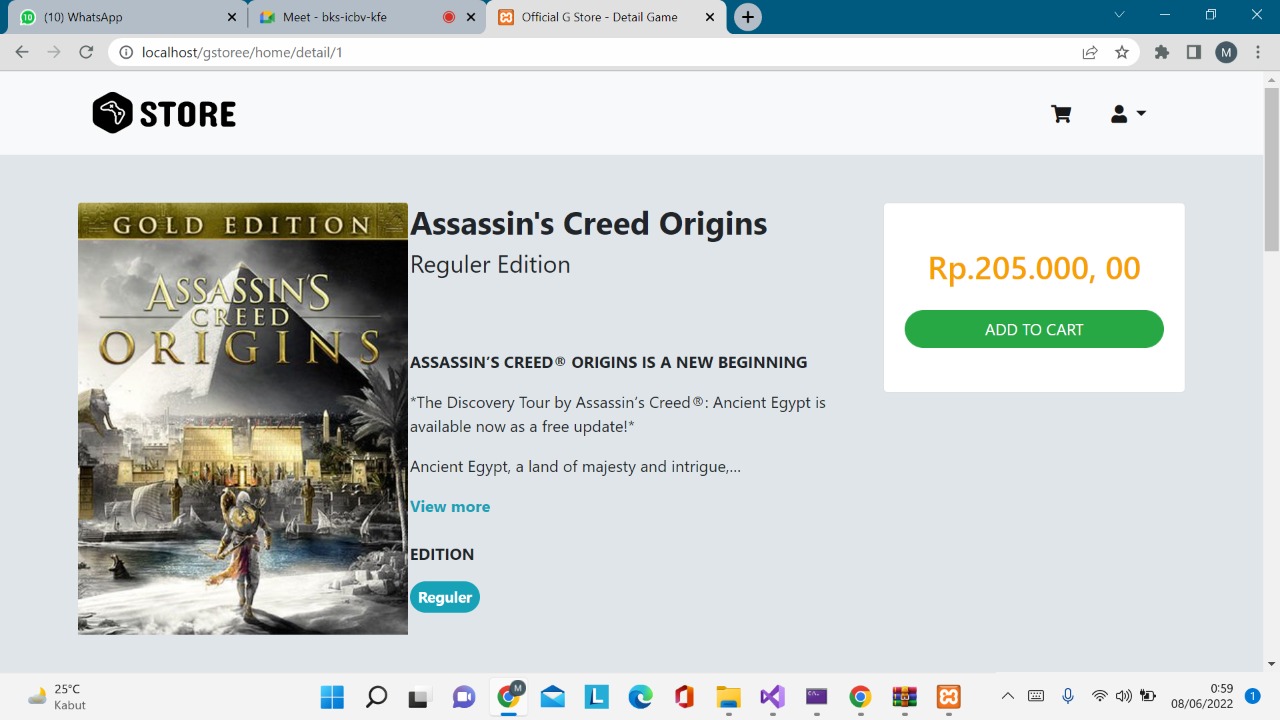 (10) WhatsApp
Meet - bks-icbv-kfe
Official G Store - Detail Game
localhost/gstoree/home/detail/1
M
STORE
GOLD EDITION
ASSASSIN'S
CREED
ORIGINS
Assassin's Creed Origins
Reguler Edition
ASSASSIN’S CREED® ORIGINS IS A NEW BEGINNING
*The Discovery Tour by Assassin’s Creed®: Ancient Egypt is
available now as a free update!*
Ancient Egypt, a land of majesty and intrigue,...
View more
EDITION
Reguler
Rp.205.000, 00
ADD TO CART
25°C
Kabut
M
L
0:59
08/06/2022
1